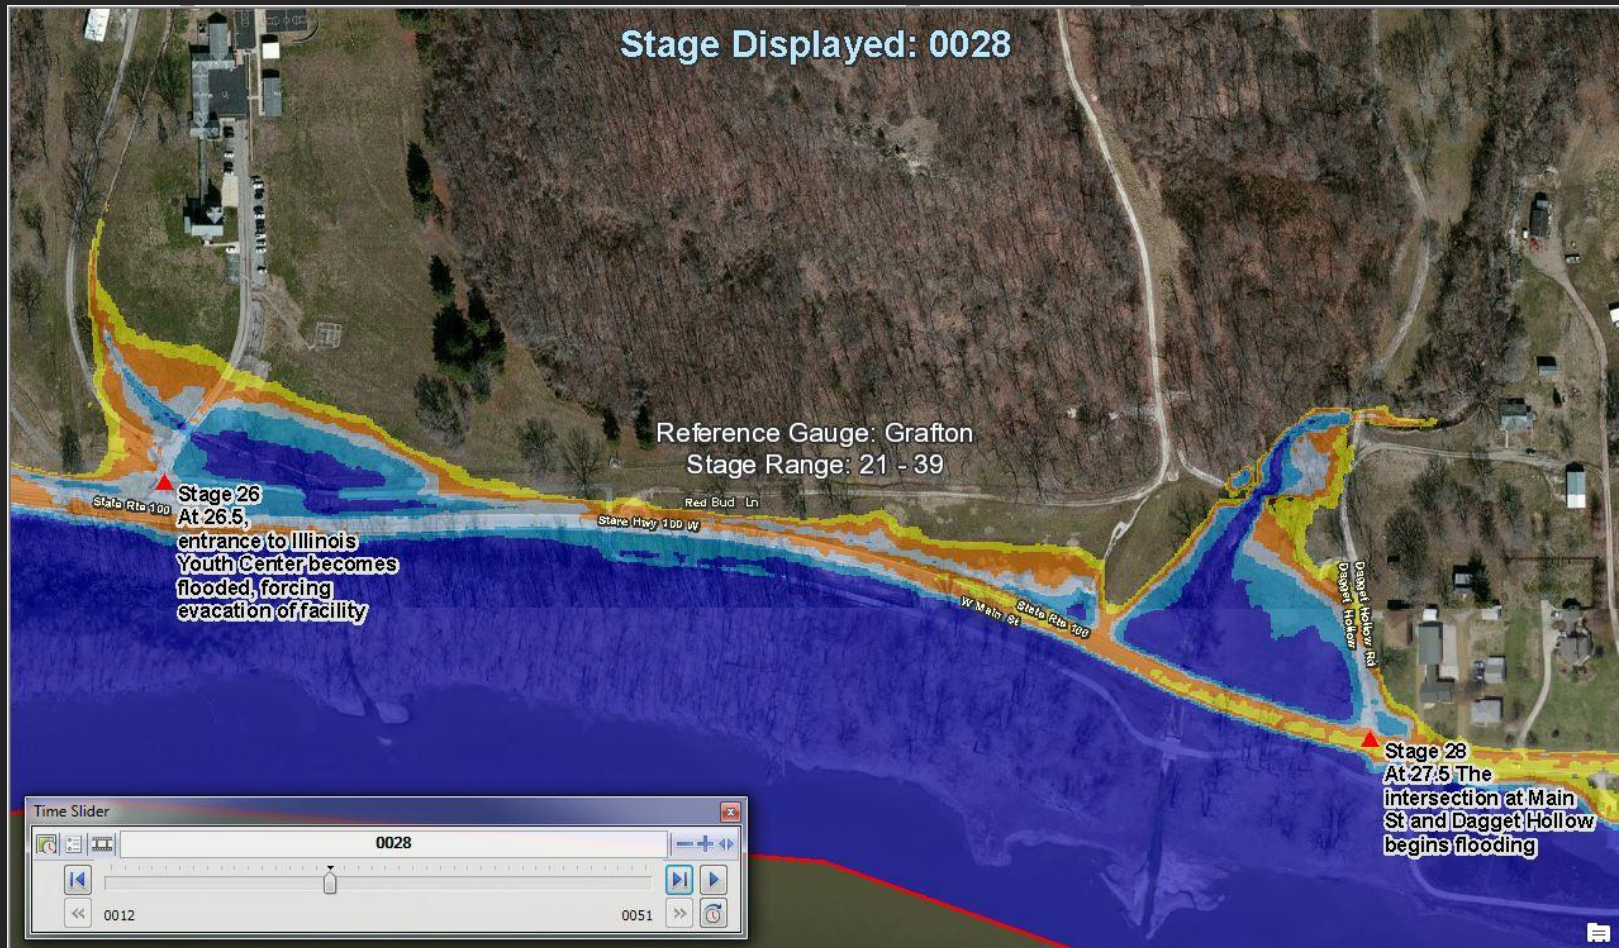 Stage Displayed: 0028
Reference Gauge: Grafton
Stage Range: 21 - 39
Red Bud Ln
State Rte 100
Stare Hwy 100 W
Stage 26
At 26.5,
entrance to Illinois
Youth Center becomes
flooded, forcing
evacation of facility
W Main St
State Rte 100
Dagget Hollow
Dagget Hollow Rd
Stage 28
At 27.5 The
intersection at Main
St and Dagget Hollow
begins flooding
Time Slider
0028
0012
0051